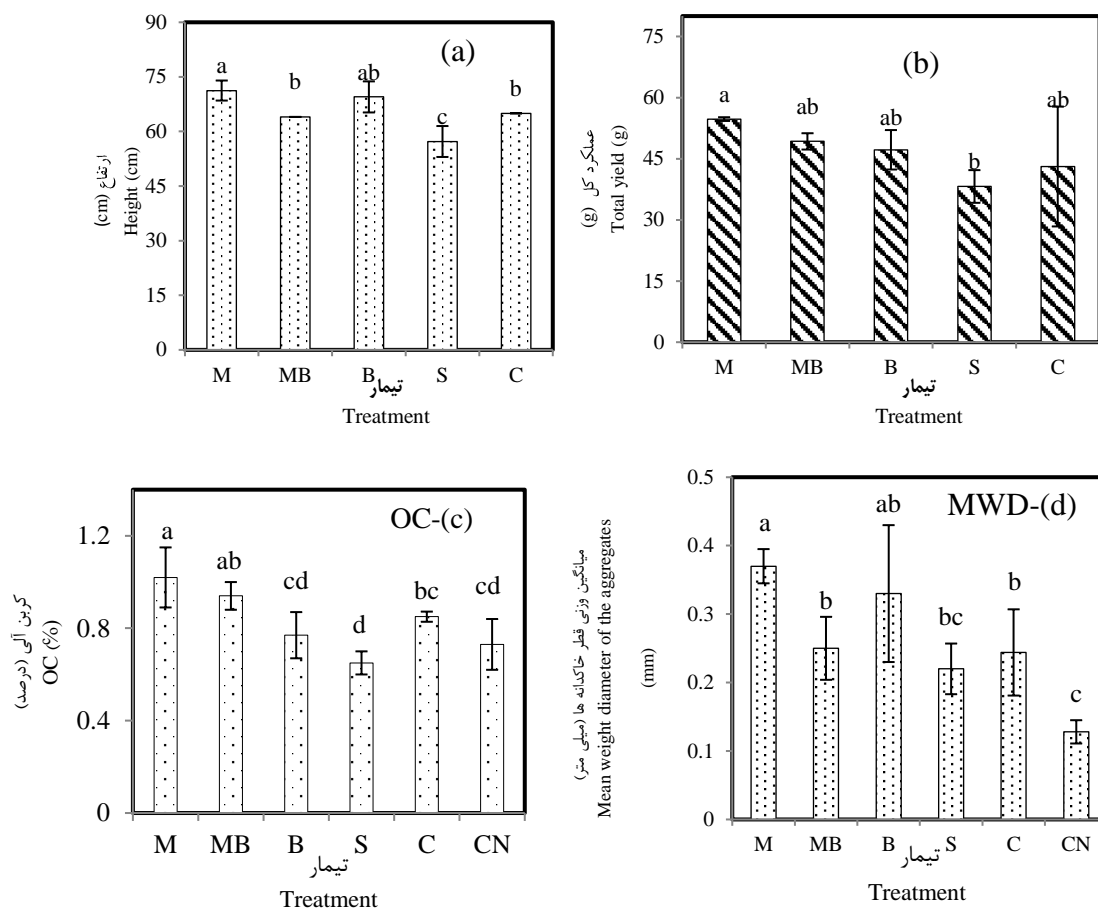 (a)
90
75
60
45
30
15
0
ارتفاع (cm)
Height (cm)
a
b
ab
c
b
M MB B S C
تیمار
Treatment
(b)
75
60
45
30
15
0
عملکرد کل (g)
Total yield (g)
a
ab
ab
b
ab
M MB B S C
تیمار
Treatment
OC-(c)
1.2
0.8
0.4
0
کربن آلی (درصد)
OC (%)
a
ab
cd
d
bc
cd
M MB B S C CN
تیمار
Treatment
MWD-(d)
0.5
0.4
0.3
0.2
0.1
0
میانگین وزنی قطر خاکدانه ها (میلی متر)
Mean weight diameter of the aggregates
(mm)
a
b
ab
bc
b
c
M MB B S C CN
تیمار
Treatment